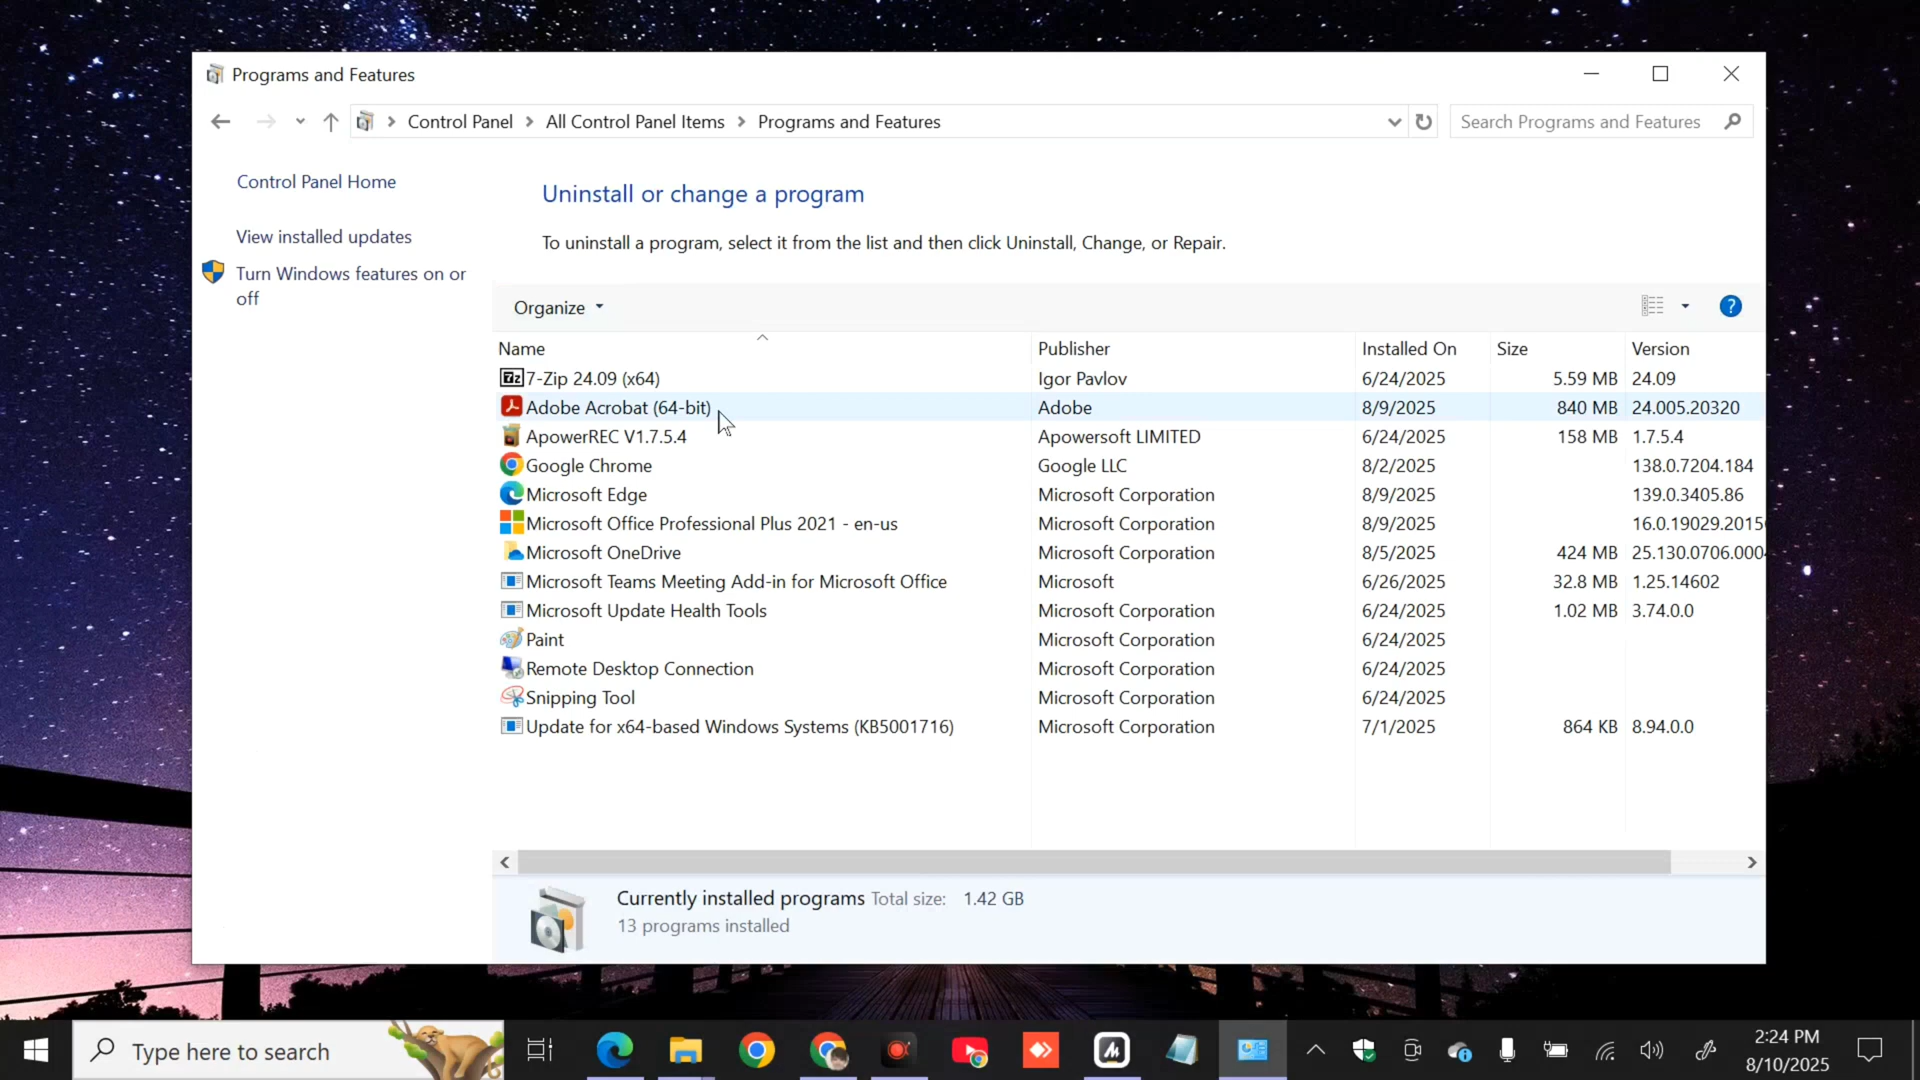 Programs and Features
Control Panel > All Control Panel Items > Programs and Features
Search Programs and Features
Control Panel Home
View installed updates
Turn Windows features on or
off
Uninstall or change a program
To uninstall a program, select it from the list and then click Uninstall, Change, or Repair.
Organize
?
Name Publisher Installed On Size Version
7z 7-Zip 24.09 (x64) Igor Pavlov 6/24/2025 5.59 MB 24.09
Adobe Acrobat (64-bit) Adobe 8/9/2025 840 MB 24.005.20320
ApowerREC V1.7.5.4 Apowersoft LIMITED 6/24/2025 158 MB 1.7.5.4
Google Chrome Google LLC 8/2/2025 138.0.7204.184
Microsoft Edge Microsoft Corporation 8/9/2025 139.0.3405.86
Microsoft Office Professional Plus 2021 - en-us Microsoft Corporation 8/9/2025 16.0.19029.2015
Microsoft OneDrive Microsoft Corporation 8/5/2025 424 MB 25.130.0706.000
Microsoft Teams Meeting Add-in for Microsoft Office Microsoft 6/26/2025 32.8 MB 1.25.14602
Microsoft Update Health Tools Microsoft Corporation 6/24/2025 1.02 MB 3.74.0.0
Paint Microsoft Corporation 6/24/2025
Remote Desktop Connection Microsoft Corporation 6/24/2025
Snipping Tool Microsoft Corporation 6/24/2025
Update for x64-based Windows Systems (KB5001716) Microsoft Corporation 7/1/2025 864 KB 8.94.0.0
Currently installed programs Total size: 1.42 GB
13 programs installed
Type here to search
2:24 PM
8/10/2025